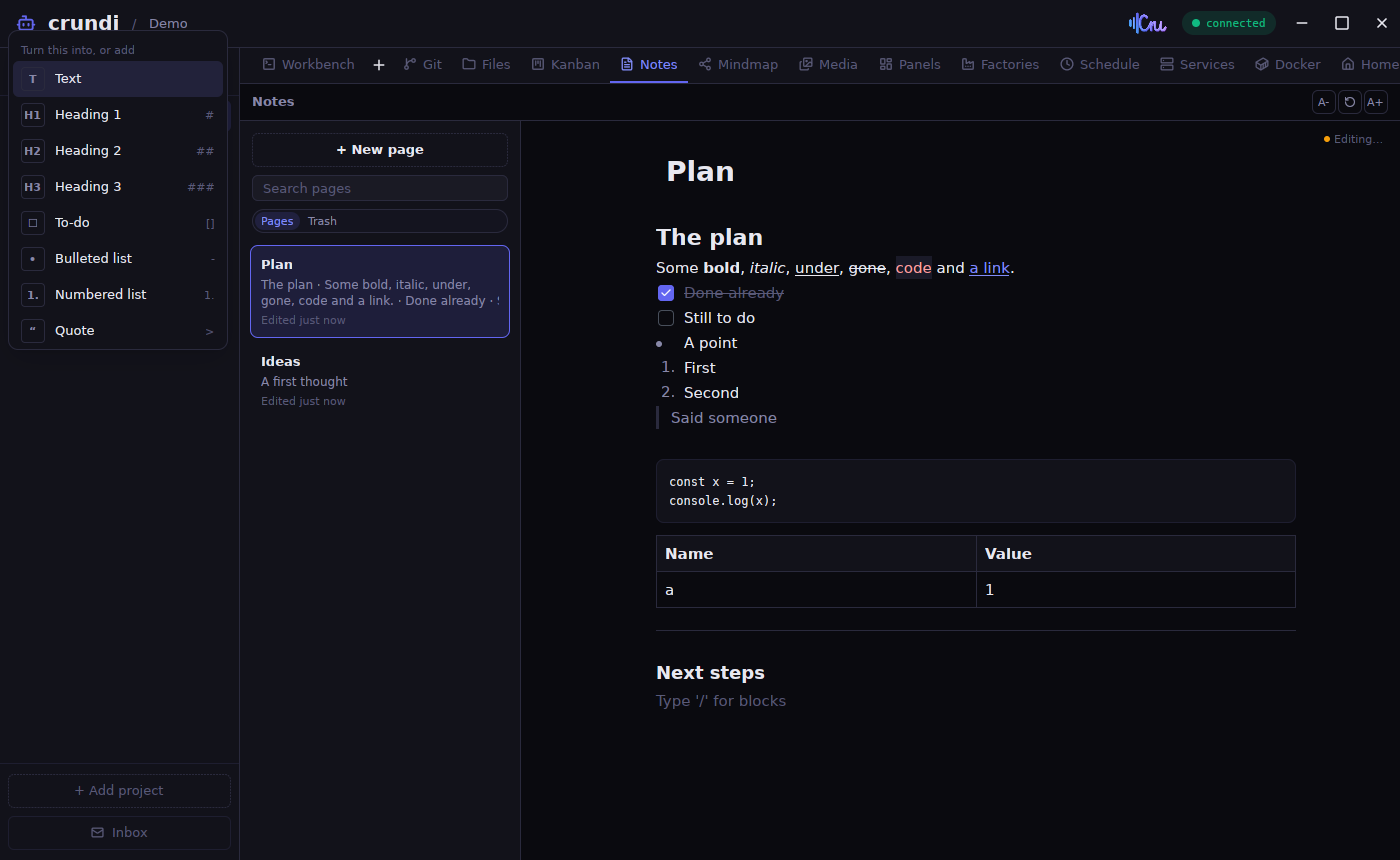 crundi / Demo
Cru
connected
Turn this into, or add
T Text
H1 Heading 1 #
H2 Heading 2 ##
H3 Heading 3 ###
To-do []
• Bulleted list -
1. Numbered list 1.
“ Quote >
+ Add project
Inbox
Workbench + Git Files Kanban Notes Mindmap Media Panels Factories Schedule Services Docker Home
Notes
A- A+
+ New page
Search pages
Pages Trash
Plan
The plan · Some bold, italic, under,
gone, code and a link. · Done already ·
Edited just now
Ideas
A first thought
Edited just now
Editing...
Plan
The plan
Some bold, italic, under, gone, code and a link.
Done already
Still to do
• A point
1. First
2. Second
Said someone
const x = 1;
console.log(x);
Name Value
a 1
Next steps
Type '/' for blocks